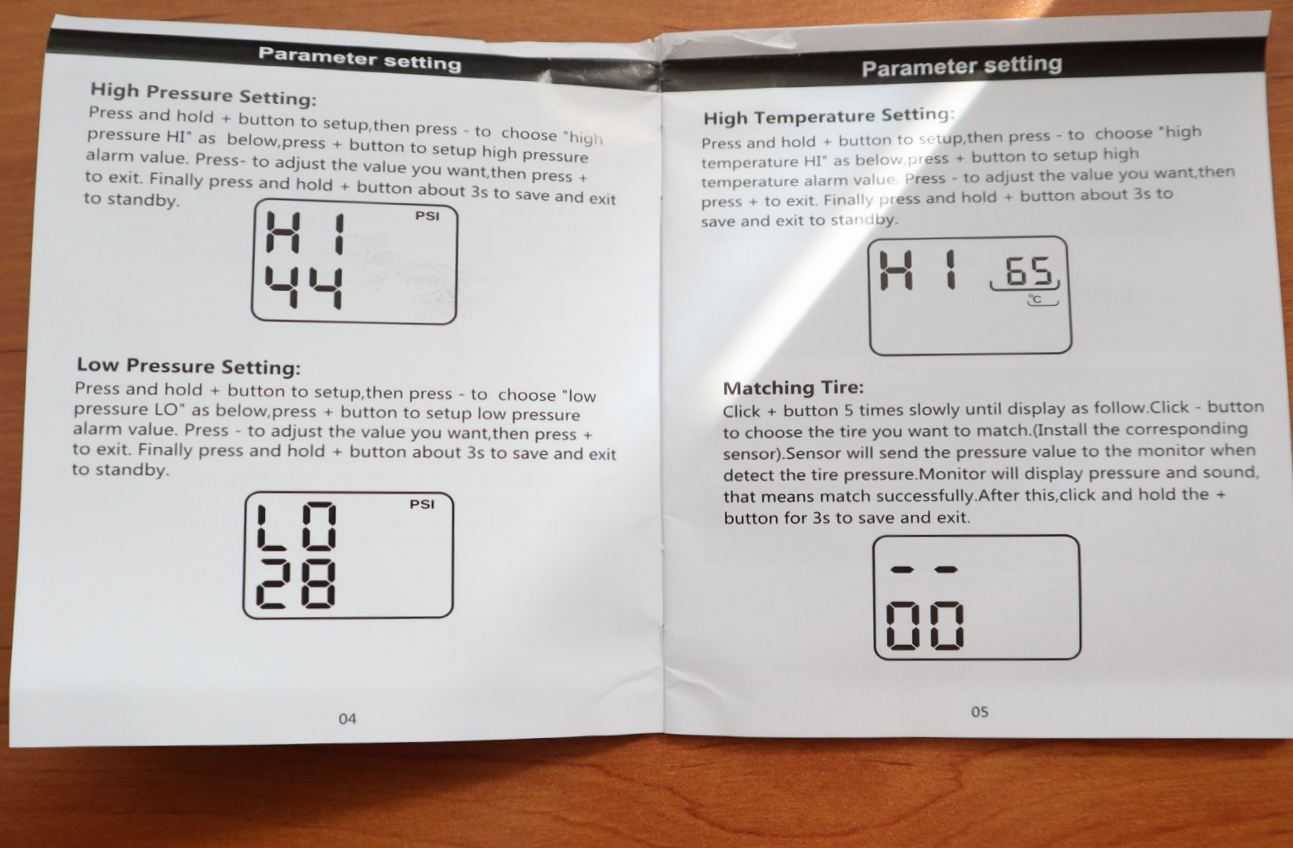 Parameter setting
High Pressure Setting:
Press and hold + button to setup,then press - to choose "high
pressure HI" as below,press + button to setup high pressure
alarm value. Press- to adjust the value you want,then press +
to exit. Finally press and hold + button about 3s to save and exit
to standby.
PSI
HI
44
Low Pressure Setting:
Press and hold + button to setup,then press - to choose "low
pressure LO" as below,press + button to setup low pressure
alarm value. Press - to adjust the value you want,then press +
to exit. Finally press and hold + button about 3s to save and exit
to standby.
PSI
LO
28
04
Parameter setting
High Temperature Setting:
Press and hold + button to setup,then press - to choose "high
temperature HI" as below,press + button to setup high
temperature alarm value. Press - to adjust the value you want,then
press + to exit. Finally press and hold + button about 3s to
save and exit to standby.
HI 65
°C
Matching Tire:
Click + button 5 times slowly until display as follow.Click - button
to choose the tire you want to match.(Install the corresponding
sensor).Sensor will send the pressure value to the monitor when
detect the tire pressure.Monitor will display pressure and sound,
that means match successfully.After this,click and hold the +
button for 3s to save and exit.
- -
00
05